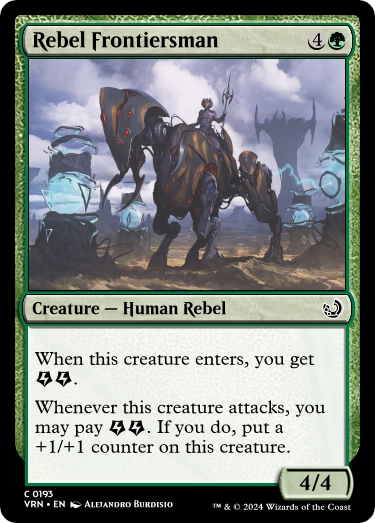 Rebel Frontiersman 4
Creature — Human Rebel
When this creature enters, you get
.
Whenever this creature attacks, you
may pay . If you do, put a
+1/+1 counter on this creature.
4/4
C 0193
VRN • EN Alejandro Burdisio
™ & © 2024 Wizards of the Coast